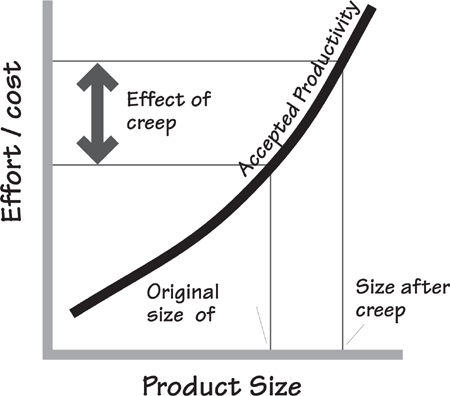 Effort / cost
Effect of
creep
Accepted Productivity
Original
size of
Size after
creep
Product Size